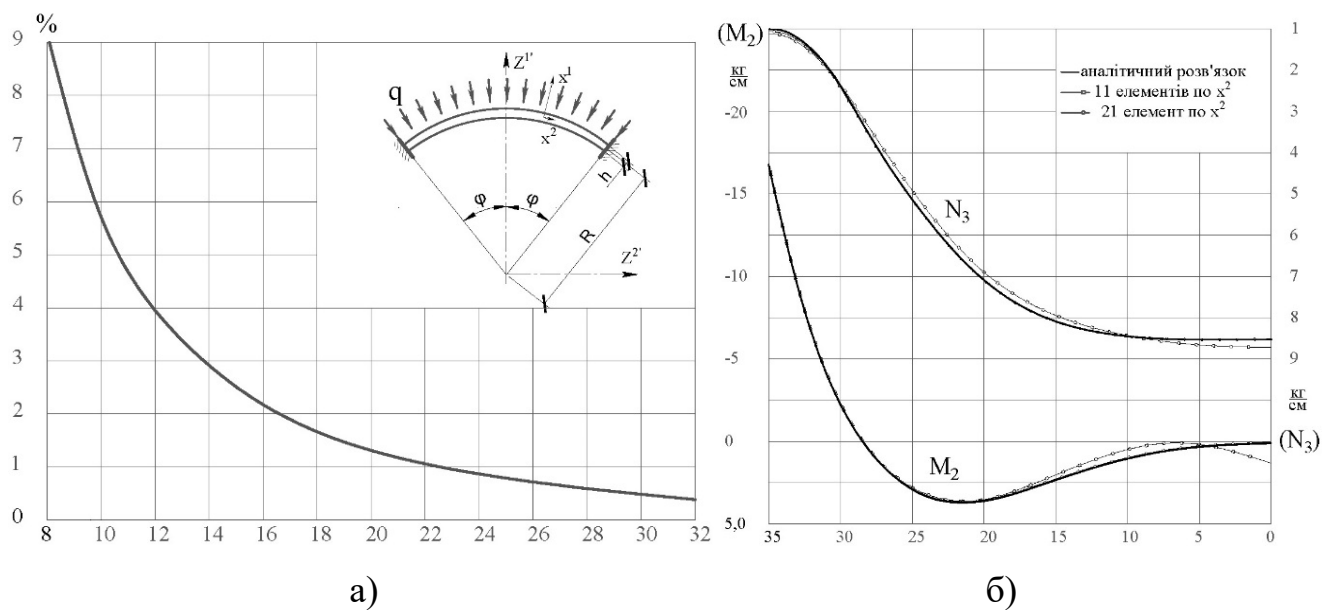 %
9
8
7
6
5
4
3
2
1
0
8 10 12 14 16 18 20 22 24 26 28 30 32
q
Z¹'
x¹
x²
φ φ
h
R
Z²'
а)
(M₂)
кг
см
-20
-15
-10
-5
0
5,0
35 30 25 20 15 10 5 0
аналітичний розв'язок
11 елементів по x²
21 елемент по x²
N₃
M₂
1
2
3
4
5
6
7
8
9
кг
см
(N₃)
б)